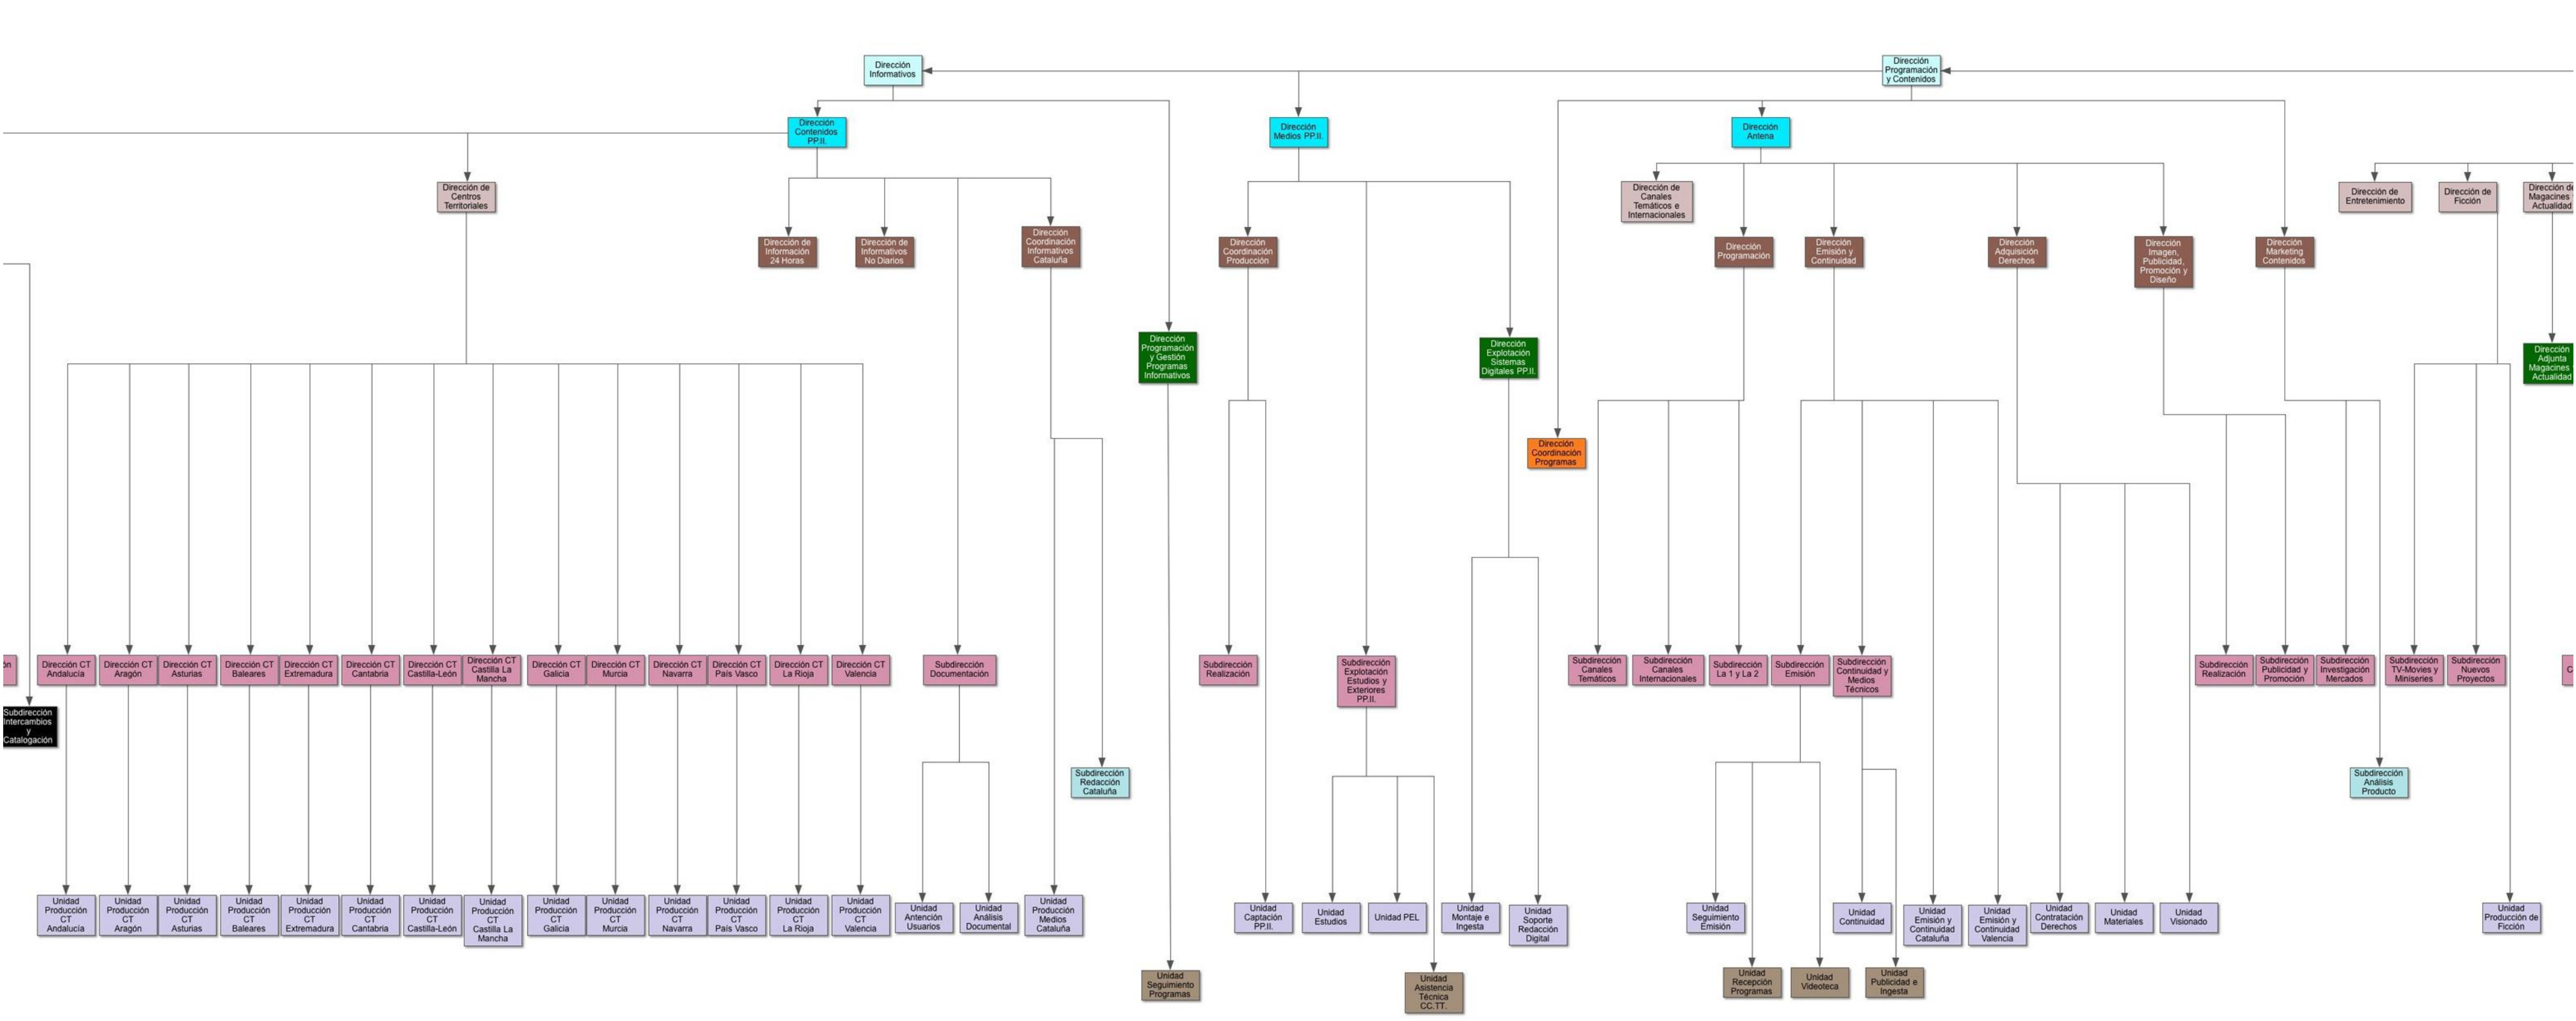 Dirección
Informativos
Dirección
Programación
y Contenidos
Dirección
Contenidos
PP.II.
Dirección
Medios PP.II.
Dirección
Antena
Dirección de
Centros
Territoriales
Dirección de
Canales
Temáticos e
Internacionales
Dirección de
Entretenimiento
Dirección de
Ficción
Dirección de
Magacines
Actualidad
Dirección de
Información
24 Horas
Dirección de
Informativos
No Diarios
Dirección
Coordinación
Informativos
Cataluña
Dirección
Coordinación
Producción
Dirección
Programación
Dirección
Emisión y
Continuidad
Dirección
Adquisición
Derechos
Dirección
Imagen,
Publicidad,
Promoción y
Diseño
Dirección
Marketing
Contenidos
Dirección
Programación
y Gestión
Programas
Informativos
Dirección
Explotación
Sistemas
Digitales PP.II.
Dirección
Adjunta
Magacines
Actualidad
Dirección
Coordinación
Programas
Dirección CT
Andalucía
Dirección CT
Aragón
Dirección CT
Asturias
Dirección CT
Baleares
Dirección CT
Extremadura
Dirección CT
Cantabria
Dirección CT
Castilla-León
Dirección CT
Castilla La
Mancha
Dirección CT
Galicia
Dirección CT
Murcia
Dirección CT
Navarra
Dirección CT
País Vasco
Dirección CT
La Rioja
Dirección CT
Valencia
Subdirección
Documentación
Subdirección
Realización
Subdirección
Explotación
Estudios y
Exteriores
PP.II.
Subdirección
Canales
Temáticos
Subdirección
Canales
Internacionales
Subdirección
La 1 y La 2
Subdirección
Emisión
Subdirección
Continuidad y
Medios
Técnicos
Subdirección
Realización
Subdirección
Publicidad y
Promoción
Subdirección
Investigación
Mercados
Subdirección
TV-Movies y
Miniseries
Subdirección
Nuevos
Proyectos
Subdirección
Intercambios
y
Catalogación
Subdirección
Redacción
Cataluña
Subdirección
Análisis
Producto
Unidad
Producción
CT
Andalucía
Unidad
Producción
CT
Aragón
Unidad
Producción
CT
Asturias
Unidad
Producción
CT
Baleares
Unidad
Producción
CT
Extremadura
Unidad
Producción
CT
Cantabria
Unidad
Producción
CT
Castilla-León
Unidad
Producción
CT
Castilla La
Mancha
Unidad
Producción
CT
Galicia
Unidad
Producción
CT
Murcia
Unidad
Producción
CT
Navarra
Unidad
Producción
CT
País Vasco
Unidad
Producción
CT
La Rioja
Unidad
Producción
CT
Valencia
Unidad
Antención
Usuarios
Unidad
Análisis
Documental
Unidad
Producción
Medios
Cataluña
Unidad
Captación
PP.II.
Unidad
Estudios
Unidad PEL
Unidad
Montaje e
Ingesta
Unidad
Soporte
Redacción
Digital
Unidad
Seguimiento
Emisión
Unidad
Continuidad
Unidad
Emisión y
Continuidad
Cataluña
Unidad
Emisión y
Continuidad
Valencia
Unidad
Contratación
Derechos
Unidad
Materiales
Unidad
Visionado
Unidad
Producción de
Ficción
Unidad
Seguimiento
Programas
Unidad
Asistencia
Técnica
CC.TT.
Unidad
Recepción
Programas
Unidad
Videoteca
Unidad
Publicidad e
Ingesta